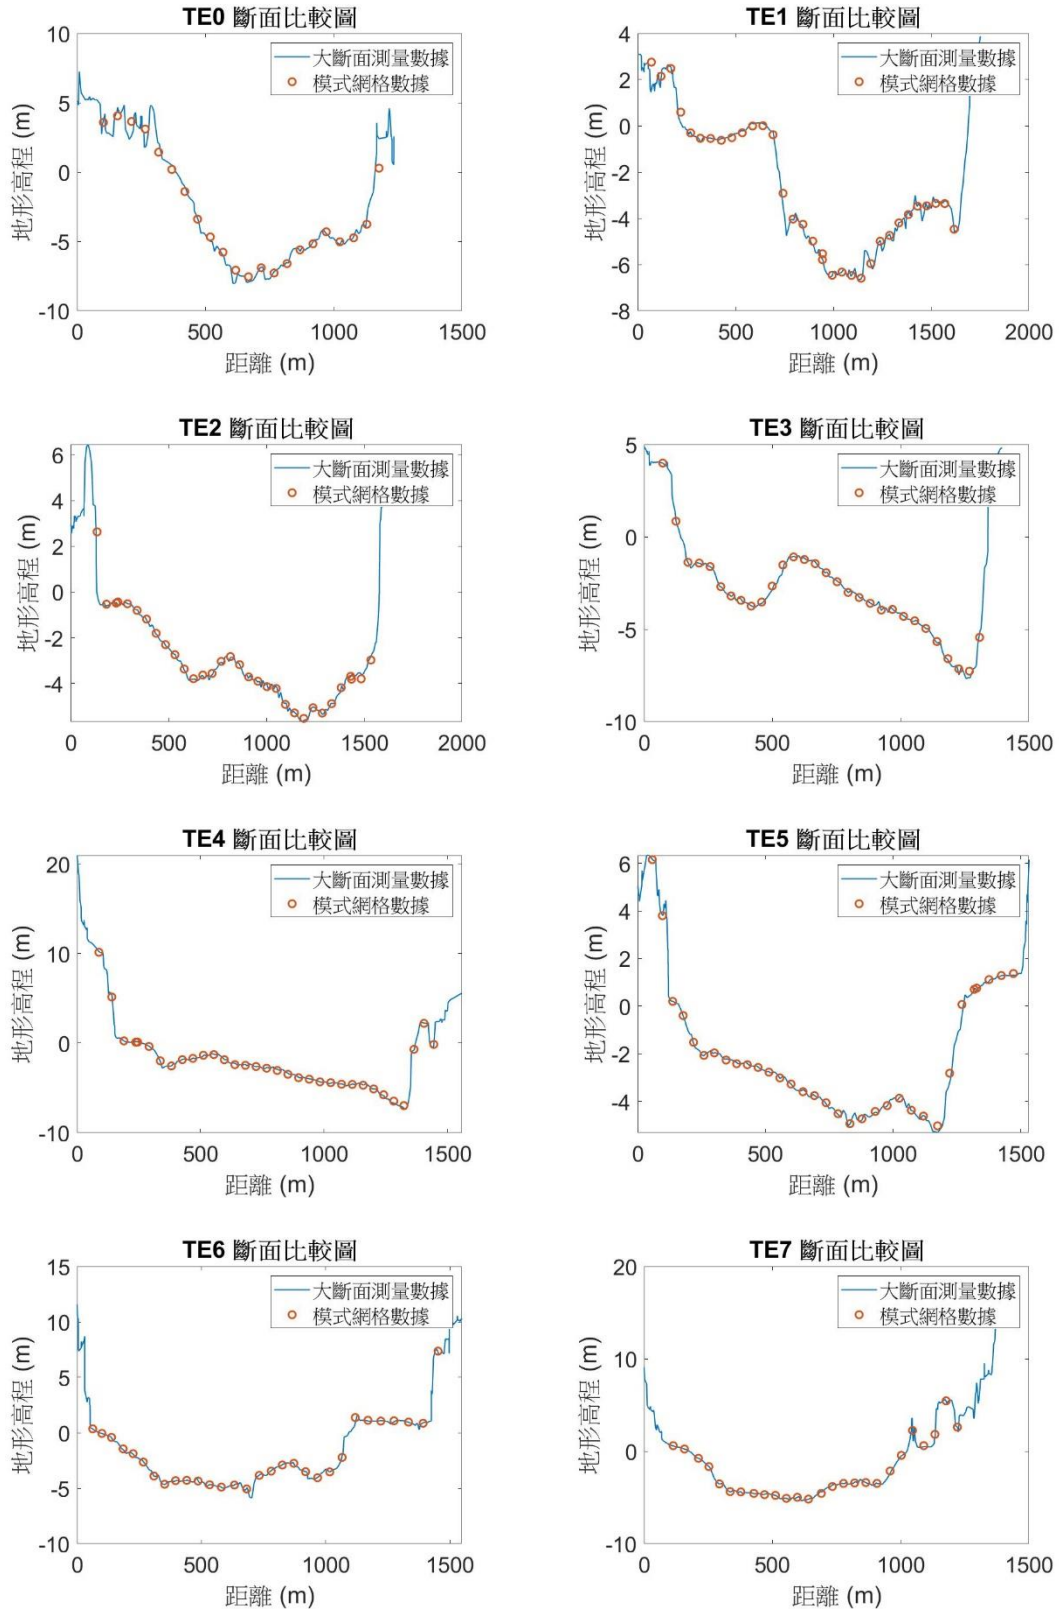 TE0 斷面比較圖
10
5
0
-5
-10
0
500
1000
1500
地形高程 (m)
距離 (m)
大斷面測量數據
模式網格數據
TE1 斷面比較圖
4
2
0
-2
-4
-6
-8
0
500
1000
1500
2000
地形高程 (m)
距離 (m)
大斷面測量數據
模式網格數據
TE2 斷面比較圖
6
4
2
0
-2
-4
0
500
1000
1500
2000
地形高程 (m)
距離 (m)
大斷面測量數據
模式網格數據
TE3 斷面比較圖
5
0
-5
-10
0
500
1000
1500
地形高程 (m)
距離 (m)
大斷面測量數據
模式網格數據
TE4 斷面比較圖
20
10
0
-10
0
500
1000
1500
地形高程 (m)
距離 (m)
大斷面測量數據
模式網格數據
TE5 斷面比較圖
6
4
2
0
-2
-4
0
500
1000
1500
地形高程 (m)
距離 (m)
大斷面測量數據
模式網格數據
TE6 斷面比較圖
15
10
5
0
-5
-10
0
500
1000
1500
地形高程 (m)
距離 (m)
大斷面測量數據
模式網格數據
TE7 斷面比較圖
20
10
0
-10
0
500
1000
1500
地形高程 (m)
距離 (m)
大斷面測量數據
模式網格數據